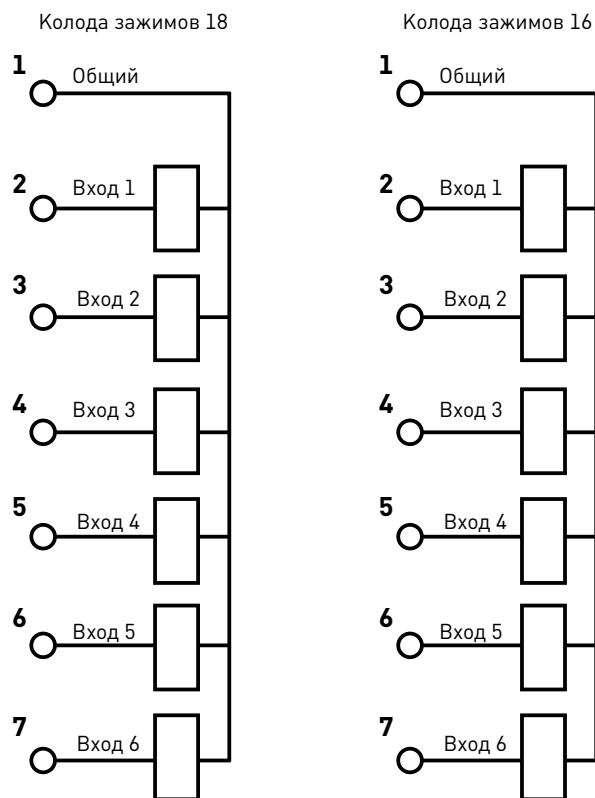 Колода зажимов 18
1 Общий
2 Вход 1
3 Вход 2
4 Вход 3
5 Вход 4
6 Вход 5
7 Вход 6
Колода зажимов 16
1 Общий
2 Вход 1
3 Вход 2
4 Вход 3
5 Вход 4
6 Вход 5
7 Вход 6